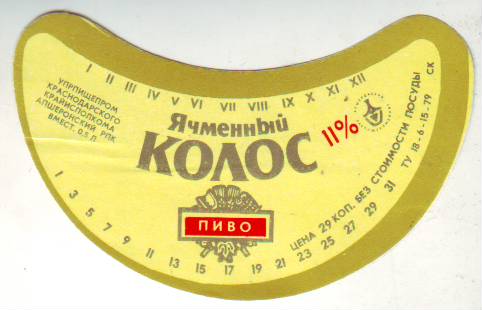 I II III IV V VI VII VIII IX X XI XII
УПРПИЩЕПРОМ
КРАСНОДАРСКОГО
КРАЙИСПОЛКОМА
АПШЕРОНСКИЙ РПК
ВМЕСТ. 0,5 Л
Ячменный
КОЛОС
11%
ПИВО
ЦЕНА 29 КОП. БЕЗ СТОИМОСТИ ПОСУДЫ
ТУ 18-6-15-79 СК
1 3 5 7 9 11 13 15 17 19 21 23 25 27 29 31